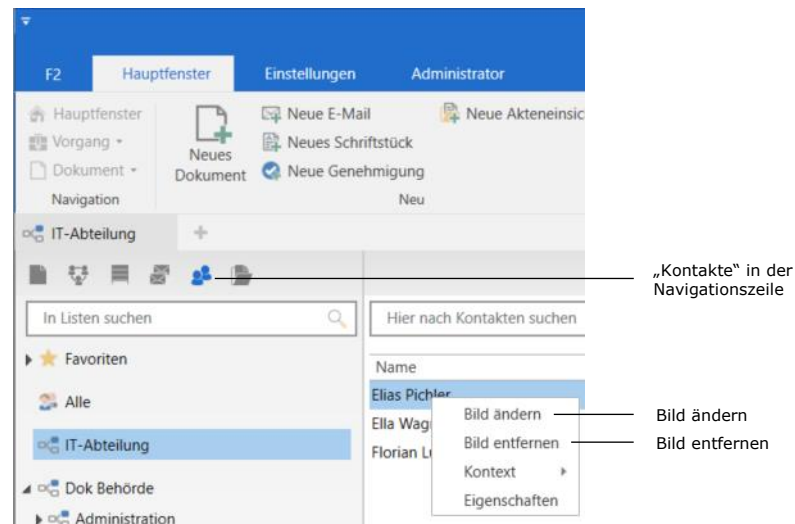 F2 Hauptfenster Einstellungen Administrator
Hauptfenster
Vorgang
Dokument
Navigation
Neues
Dokument
Neue E-Mail
Neues Schriftstück
Neue Genehmigung
Neue Akteneinsic
Neu
IT-Abteilung +
„Kontakte“ in der
Navigationszeile
In Listen suchen
Hier nach Kontakten suchen
Favoriten
Alle
IT-Abteilung
Dok Behörde
Administration
Name
Elias Pichler
Ella Wag
Florian Lu
Bild ändern
Bild entfernen
Kontext
Eigenschaften
Bild ändern
Bild entfernen